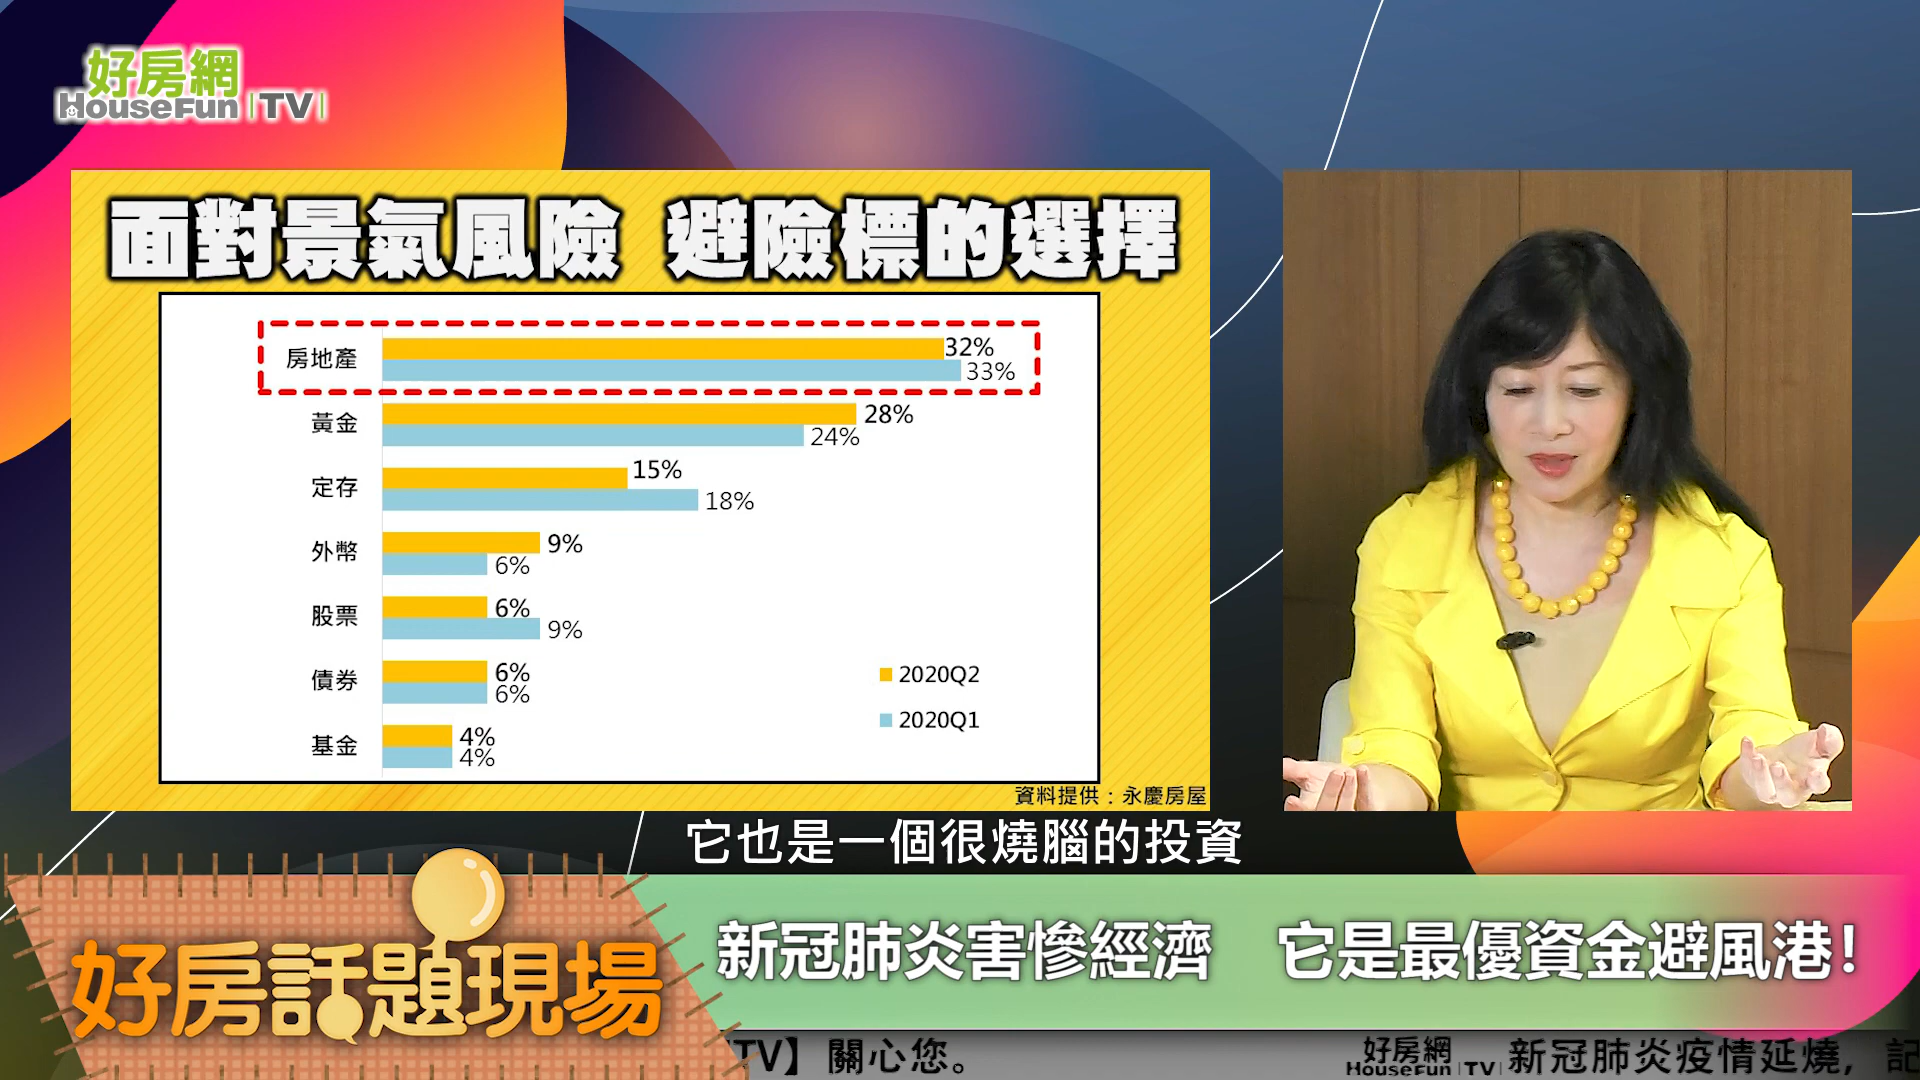 好房網
HouseFun TV
面對景氣風險 避險標的選擇
房地產 32%
33%
黃金 28%
24%
定存 15%
18%
外幣 9%
6%
股票 6%
9%
債券 6%
6%
基金 4%
4%
2020Q2
2020Q1
資料提供：永慶房屋
它也是一個很燒腦的投資
好房話題現場
新冠肺炎害慘經濟 它是最優資金避風港！
TV】關心您。 好房網 HouseFun TV 新冠肺炎疫情延燒，記